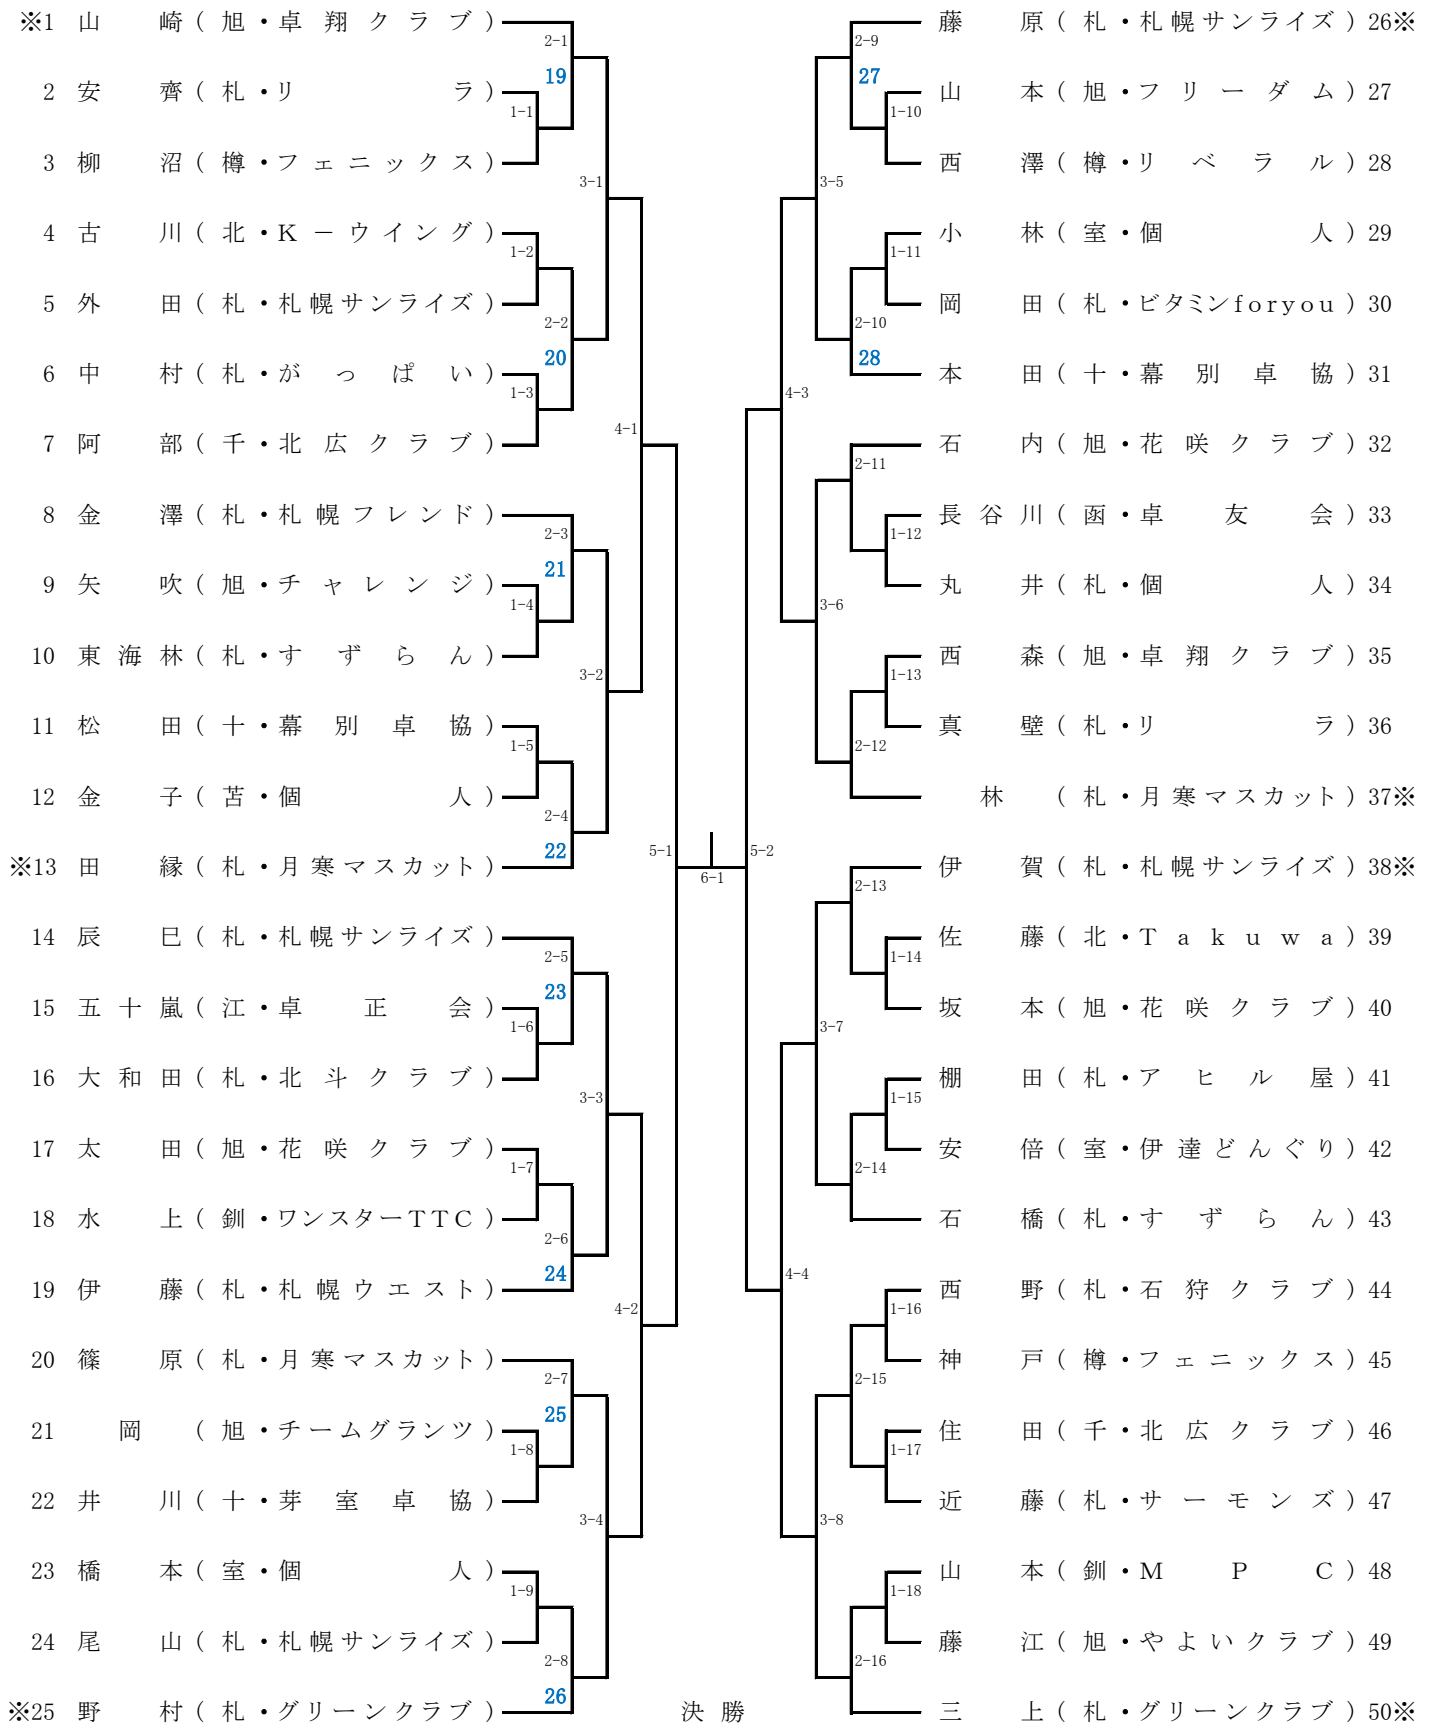 ※1 山崎(旭・卓翔クラブ)
2-1
19
2 安齊(札・リラ)
1-1
3 柳沼(樽・フェニックス)
3-1
4 古川(北・K－ウイング)
1-2
5 外田(札・札幌サンライズ)
2-2
20
6 中村(札・がっぱい)
1-3
4-1
7 阿部(千・北広クラブ)
8 金澤(札・札幌フレンド)
2-3
21
9 矢吹(旭・チャレンジ)
1-4
10 東海林(札・すずらん)
3-2
11 松田(十・幕別卓協)
1-5
12 金子(苫・個人)
2-4
22
※13 田縁(札・月寒マスカット)
5-1
14 辰巳(札・札幌サンライズ)
2-5
23
15 五十嵐(江・卓正会)
1-6
16 大和田(札・北斗クラブ)
3-3
17 太田(旭・花咲クラブ)
1-7
18 水上(釧・ワンスターTTC)
2-6
24
19 伊藤(札・札幌ウエスト)
4-2
20 篠原(札・月寒マスカット)
2-7
25
21 岡(旭・チームグランツ)
1-8
22 井川(十・芽室卓協)
3-4
23 橋本(室・個人)
1-9
24 尾山(札・札幌サンライズ)
2-8
26
※25 野村(札・グリーンクラブ)
6-1
決勝
藤原(札・札幌サンライズ)26※
2-9
27
山本(旭・フリーダム)27
1-10
西澤(樽・リベラル)28
3-5
小林(室・個人)29
1-11
岡田(札・ビタミンforyou)30
2-10
28
本田(十・幕別卓協)31
4-3
石内(旭・花咲クラブ)32
2-11
長谷川(函・卓友会)33
1-12
丸井(札・個人)34
3-6
西森(旭・卓翔クラブ)35
1-13
真壁(札・リラ)36
2-12
林(札・月寒マスカット)37※
5-2
伊賀(札・札幌サンライズ)38※
2-13
佐藤(北・Takuwa)39
1-14
坂本(旭・花咲クラブ)40
3-7
棚田(札・アヒル屋)41
1-15
安倍(室・伊達どんぐり)42
2-14
石橋(札・すずらん)43
4-4
西野(札・石狩クラブ)44
1-16
神戸(樽・フェニックス)45
2-15
住田(千・北広クラブ)46
1-17
近藤(札・サーモンズ)47
3-8
山本(釧・MPC)48
1-18
藤江(旭・やよいクラブ)49
2-16
三上(札・グリーンクラブ)50※